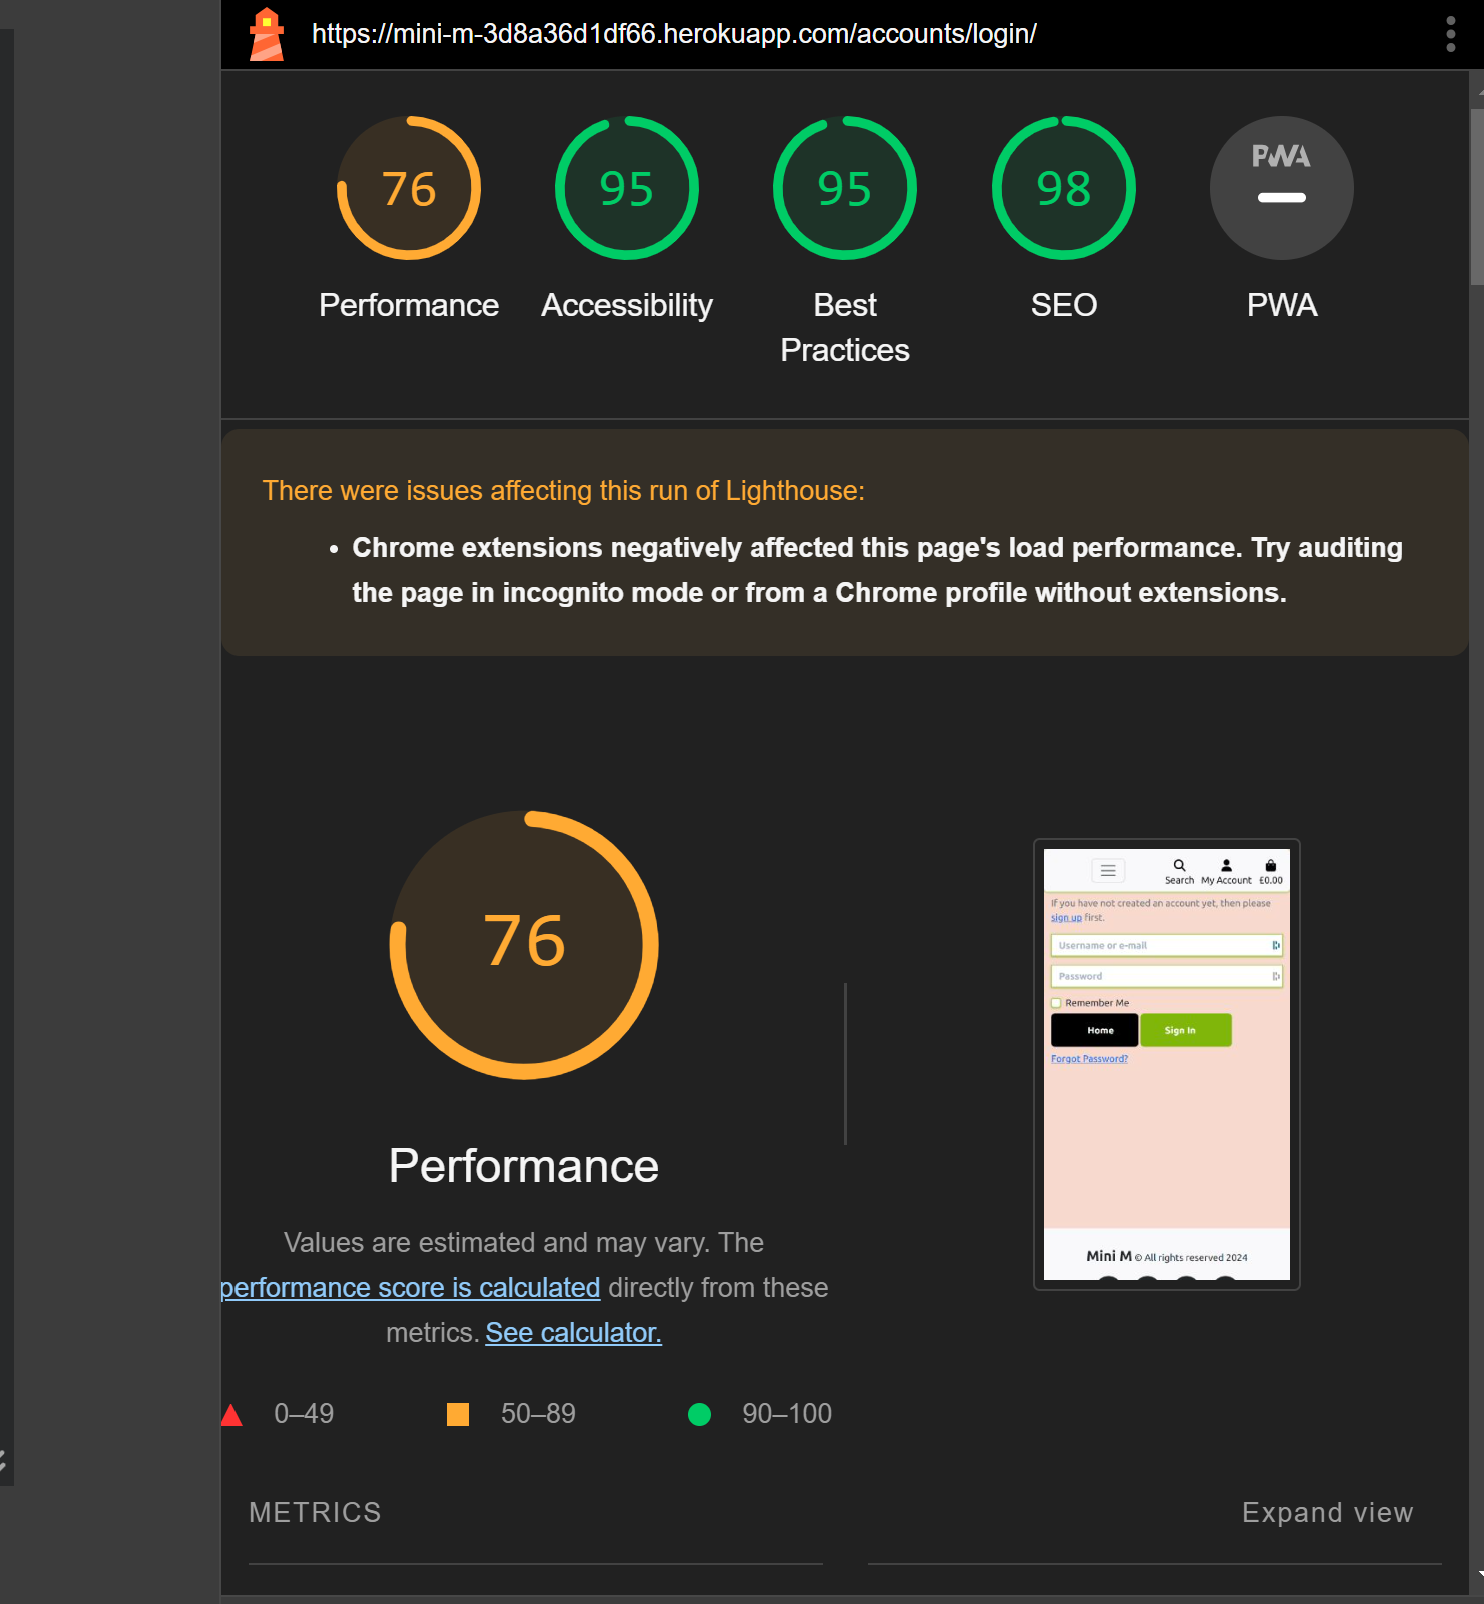 https://mini-m-3d8a36d1df66.herokuapp.com/accounts/login/
76
95
95
98
PWA
Performance
Accessibility
Best
Practices
SEO
PWA
There were issues affecting this run of Lighthouse:
Chrome extensions negatively affected this page's load performance. Try auditing
the page in incognito mode or from a Chrome profile without extensions.
76
Performance
Values are estimated and may vary. The
performance score is calculated directly from these
metrics. See calculator.
0–49
50–89
90–100
Search My Account £0.00
If you have not created an account yet, then please
sign up first.
Username or e-mail
Password
Remember Me
Home
Sign In
Forgot Password?
Mini M © All rights reserved 2024
METRICS
Expand view